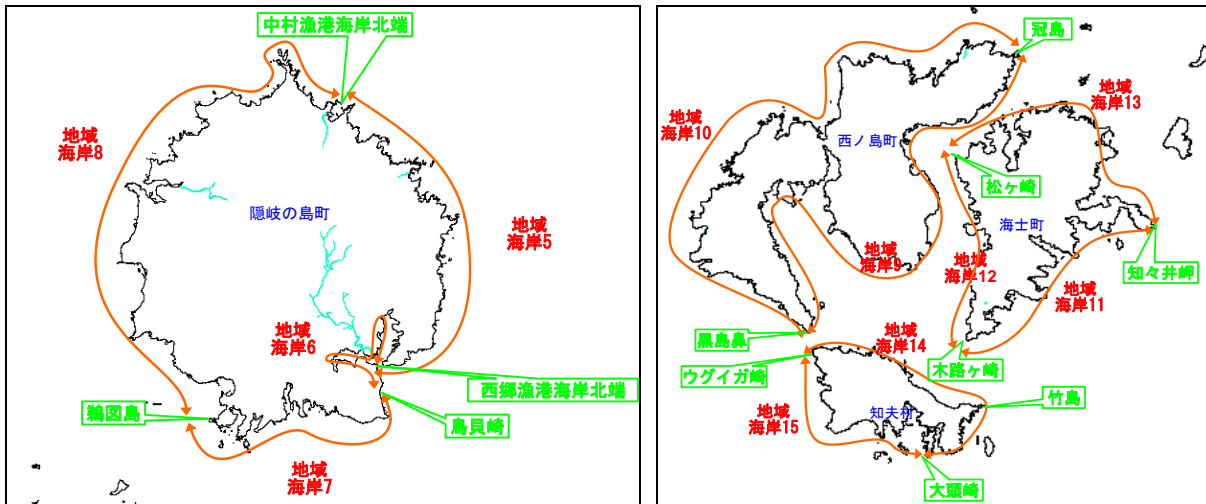 中村漁港海岸北端
地域
海岸8
隠岐の島町
地域
海岸5
地域
海岸6
西郷漁港海岸北端
鵜図島
鳥貝崎
地域
海岸7
冠島
地域
海岸13
地域
海岸10
西ノ島町
松ヶ崎
海士町
地域
海岸9
地域
海岸12
知々井岬
地域
海岸11
黒島鼻
地域
海岸14
木路ヶ崎
ウグイガ崎
竹島
地域
海岸15
知夫村
大頭崎